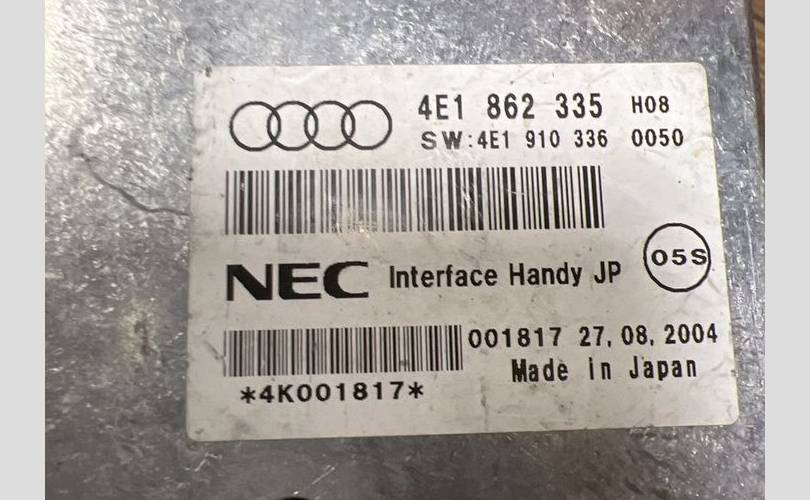 4E1 862 335 H08
SW:4E1 910 336 0050
NEC Interface Handy JP 05S
001817 27.08.2004
Made in Japan
*4K001817*